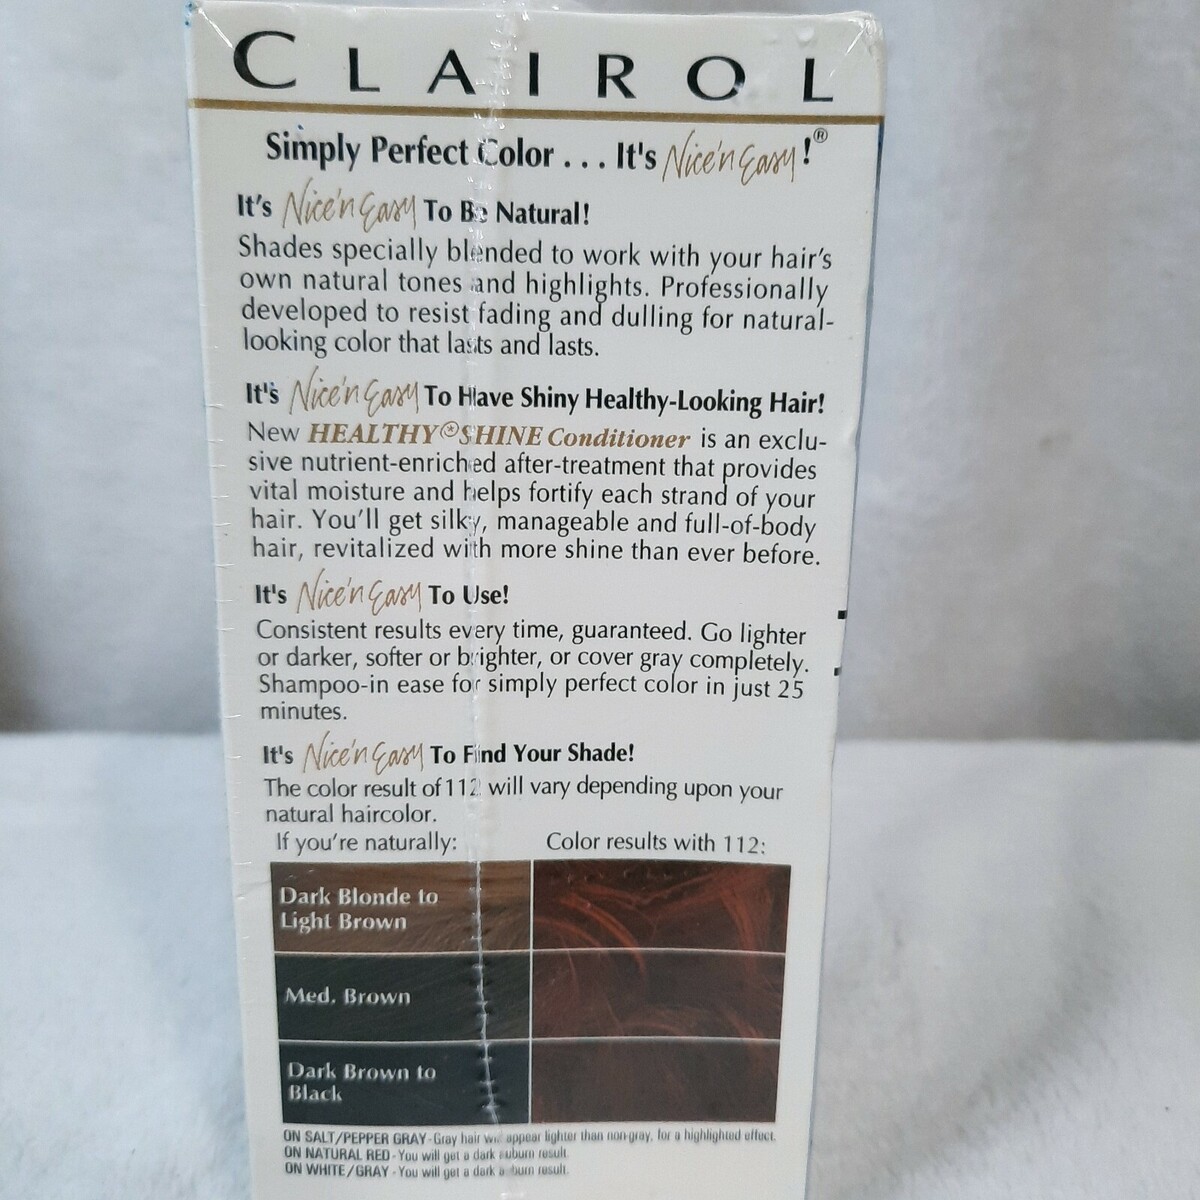 CLAIROL
Simply Perfect Color . . . It's Nice'n Easy!®
It's Nice'n Easy To Be Natural!
Shades specially blended to work with your hair's
own natural tones and highlights. Professionally
developed to resist fading and dulling for natural-
looking color that lasts and lasts.
It's Nice'n Easy To Have Shiny Healthy-Looking Hair!
New HEALTHY SHINE Conditioner is an exclu-
sive nutrient-enriched after-treatment that provides
vital moisture and helps fortify each strand of your
hair. You'll get silky, manageable and full-of-body
hair, revitalized with more shine than ever before.
It's Nice'n Easy To Use!
Consistent results every time, guaranteed. Go lighter
or darker, softer or brighter, or cover gray completely.
Shampoo-in ease for simply perfect color in just 25
minutes.
It's Nice'n Easy To Find Your Shade!
The color result of 112 will vary depending upon your
natural haircolor.
If you're naturally: Color results with 112:
Dark Blonde to
Light Brown
Med. Brown
Dark Brown to
Black
ON SALT/PEPPER GRAY - Gray hair will appear lighter than non-gray, for a highlighted effect.
ON NATURAL RED - You will get a dark auburn result.
ON WHITE/GRAY - You will get a dark auburn result.